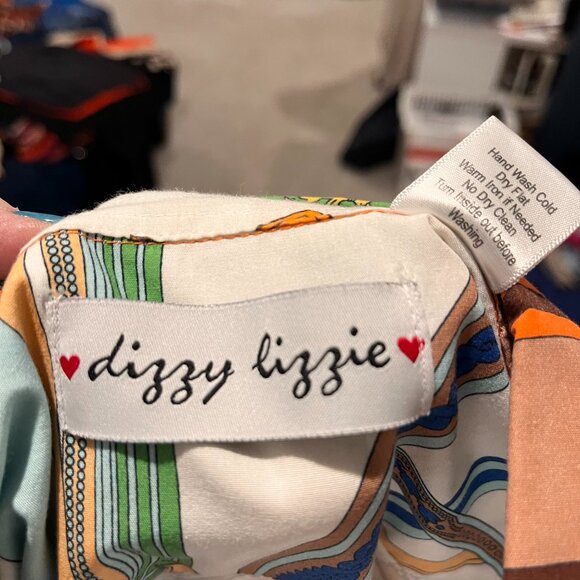 Hand Wash Cold
Dry Flat
Warm Iron if Needed
No Dry Clean
Turn Inside out before
Washing
dizzy lizzie